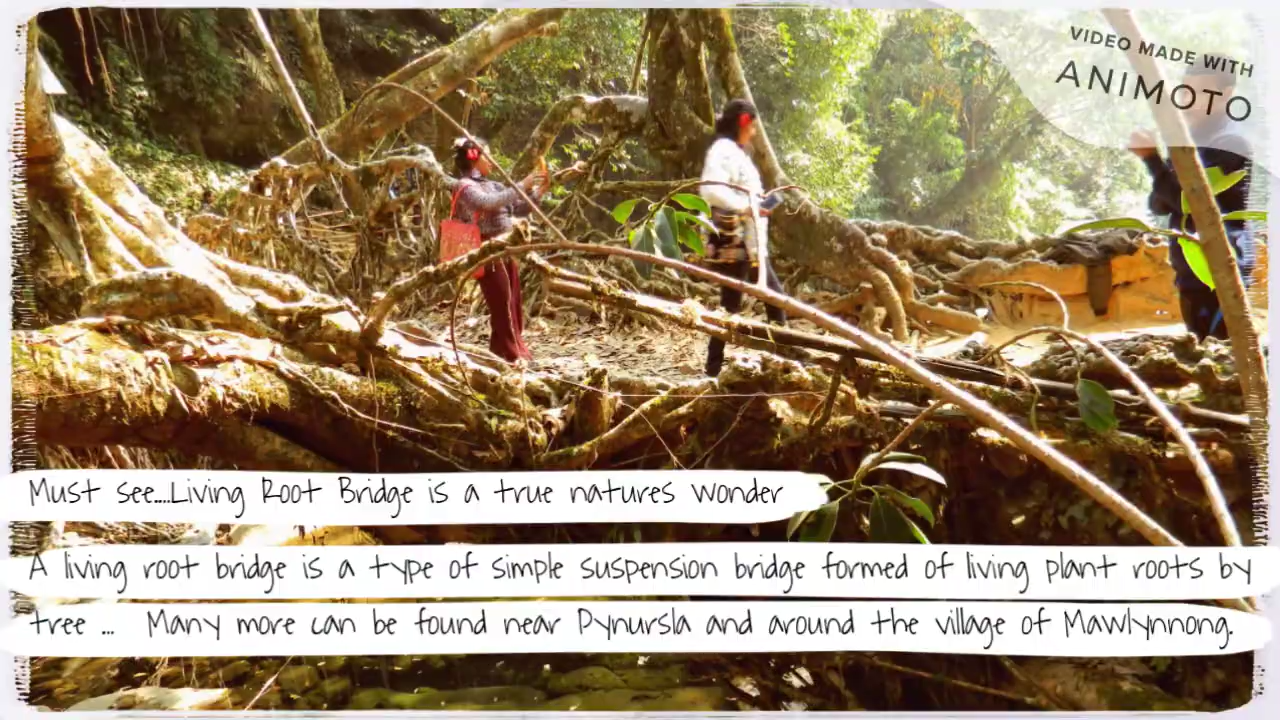 VIDEO MADE WITH
ANIMOTO
Must see....Living Root Bridge is a true natures wonder
A living root bridge is a type of simple suspension bridge formed of living plant roots by
tree ... Many more can be found near Pynursla and around the village of Mawlynnong.